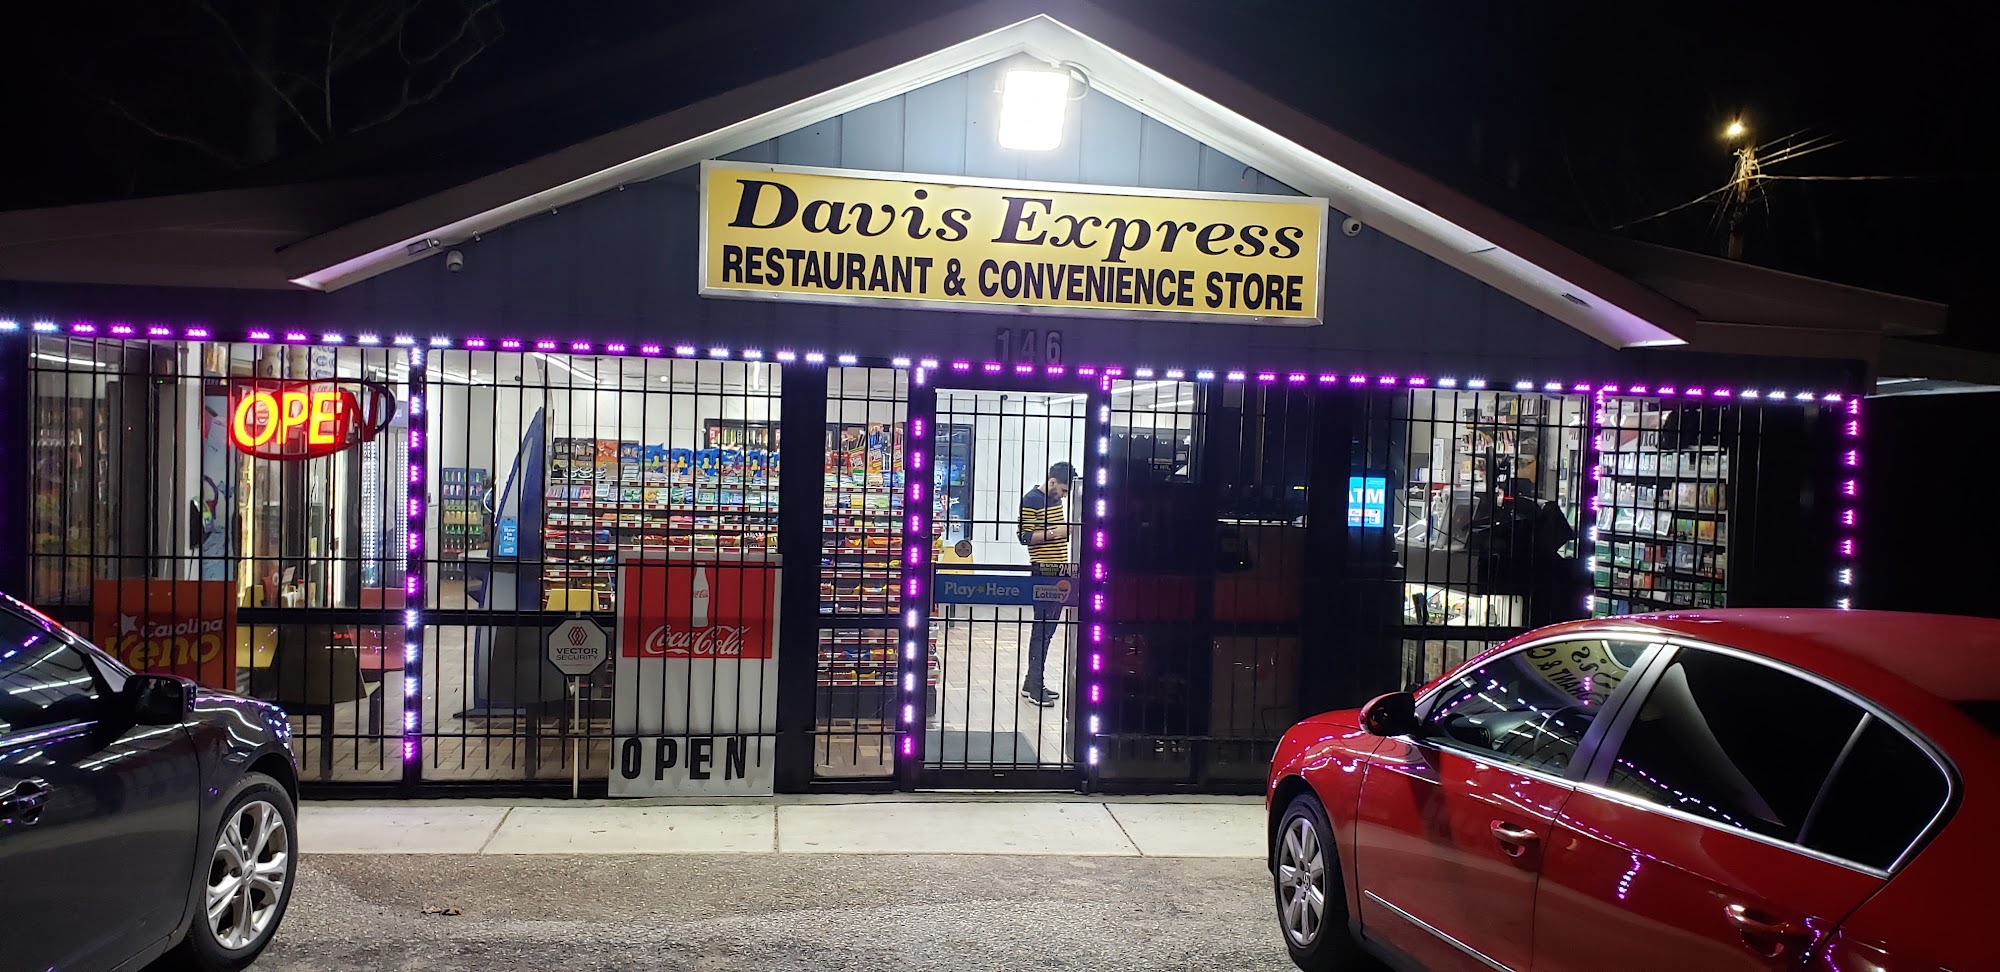 Davis Express
RESTAURANT & CONVENIENCE STORE
146
OPEN
ATM
Play Here
Lottery
Carolina
Keno
VECTOR
SECURITY
Coca-Cola
OPEN